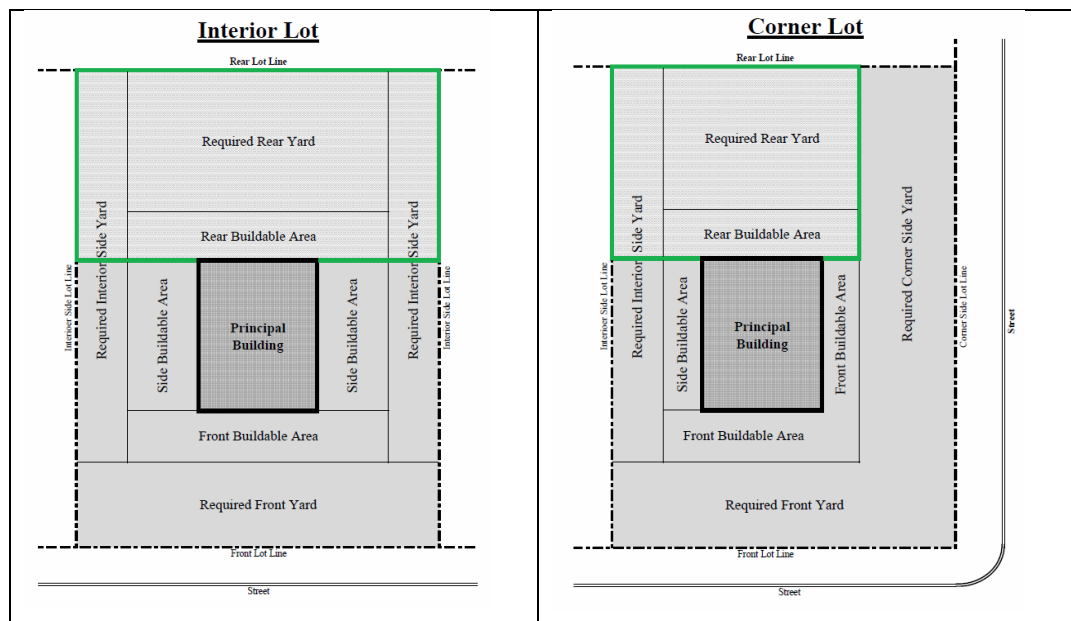 Interior Lot
Rear Lot Line
Required Rear Yard
Rear Buildable Area
Required Interior Side Yard
Required Interior Side Yard
Interioer Side Lot Line
Interior Side Lot Line
Side Buildable Area
Side Buildable Area
Principal
Building
Front Buildable Area
Required Front Yard
Front Lot Line
Street
Corner Lot
Rear Lot Line
Required Rear Yard
Rear Buildable Area
Required Interior Side Yard
Required Corner Side Yard
Interioer Side Lot Line
Corner Side Lot Line
Street
Side Buildable Area
Front Buildable Area
Principal
Building
Front Buildable Area
Required Front Yard
Front Lot Line
Street